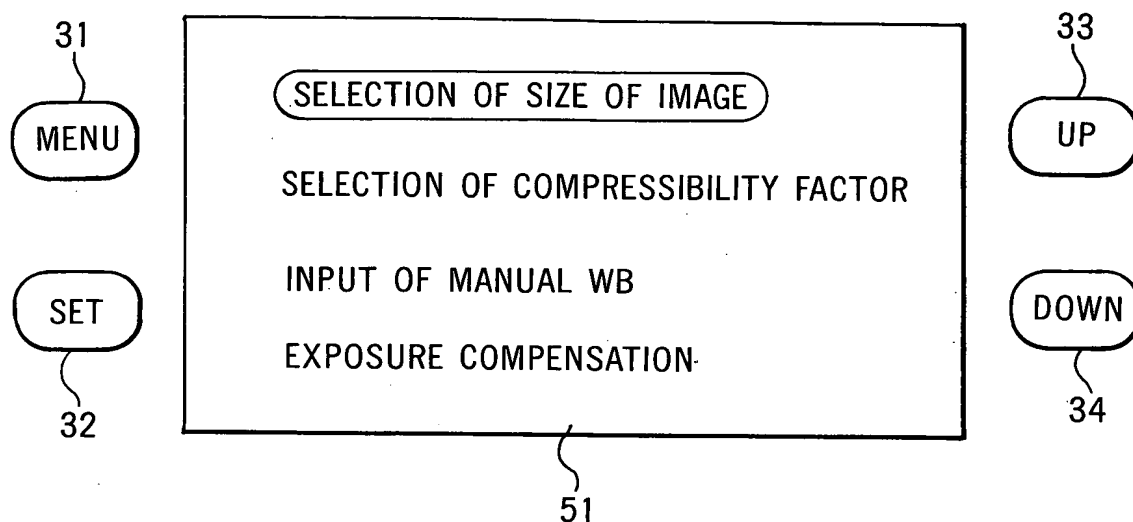 31
33
MENU
SELECTION OF SIZE OF IMAGE
UP
SELECTION OF COMPRESSIBILITY FACTOR
SET
INPUT OF MANUAL WB
DOWN
EXPOSURE COMPENSATION
32
34
51